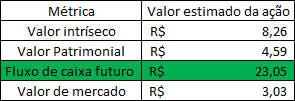 Métrica Valor estimado da ação
Valor intríseco R$ 8,26
Valor Patrimonial R$ 4,59
Fluxo de caixa futuro R$ 23,05
Valor de mercado R$ 3,03